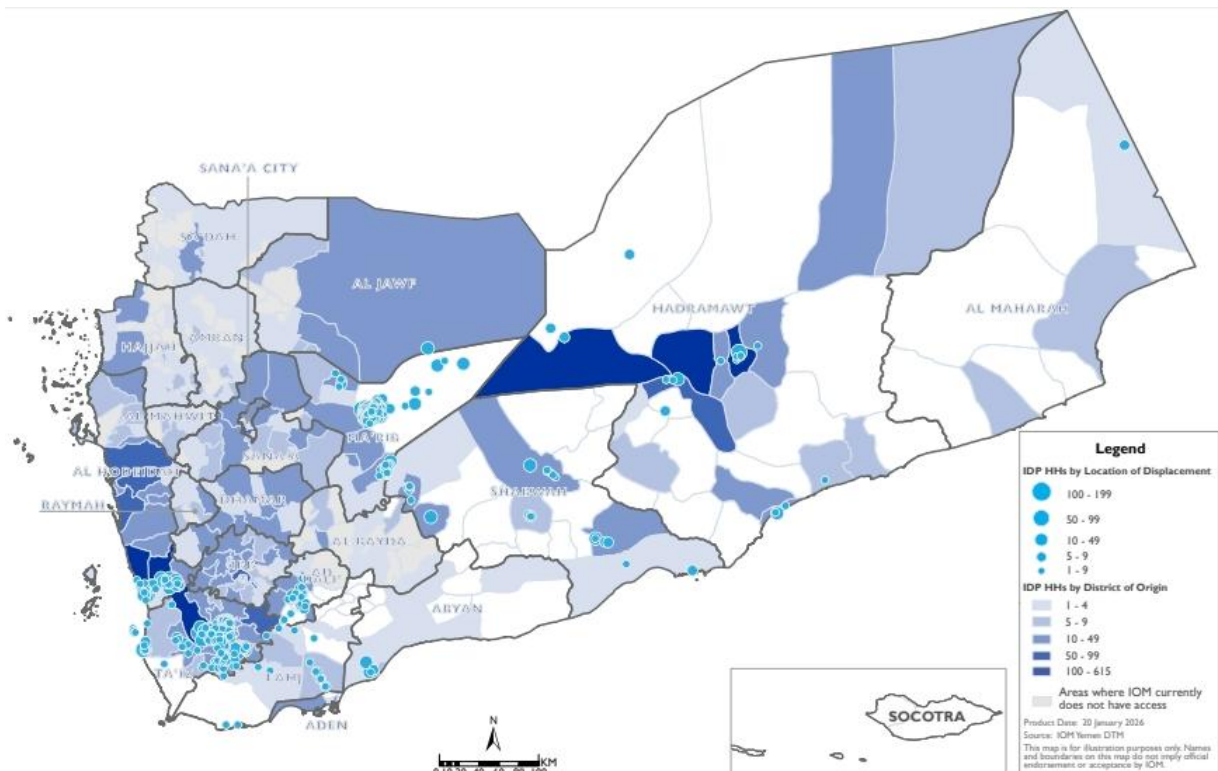 SANA'A CITY
SA'DAH
AL JAWF
HADRAMAWT
AL MAHARAH
HAJJAH
AMRAN
AL MAHWIT
MA'RIB
SANA'A
AL HODEIDAH
SHABWAH
RAYMAH
DHAMAR
AL BAYDA
IBB
AD
DALI'
ABYAN
TA'IZ
LAHJ
ADEN
N
KM
SOCOTRA
Legend
IDP HHs by Location of Displacement
100 - 199
50 - 99
10 - 49
5 - 9
1 - 9
IDP HHs by District of Origin
1 - 4
5 - 9
10 - 49
50 - 99
100 - 615
Areas where IOM currently
does not have access
Product Date: 20 January 2026
Source: IOM Yemen DTM
This map is for illustration purposes only. Names
and boundaries on this map do not imply official
endorsement or acceptance by IOM.